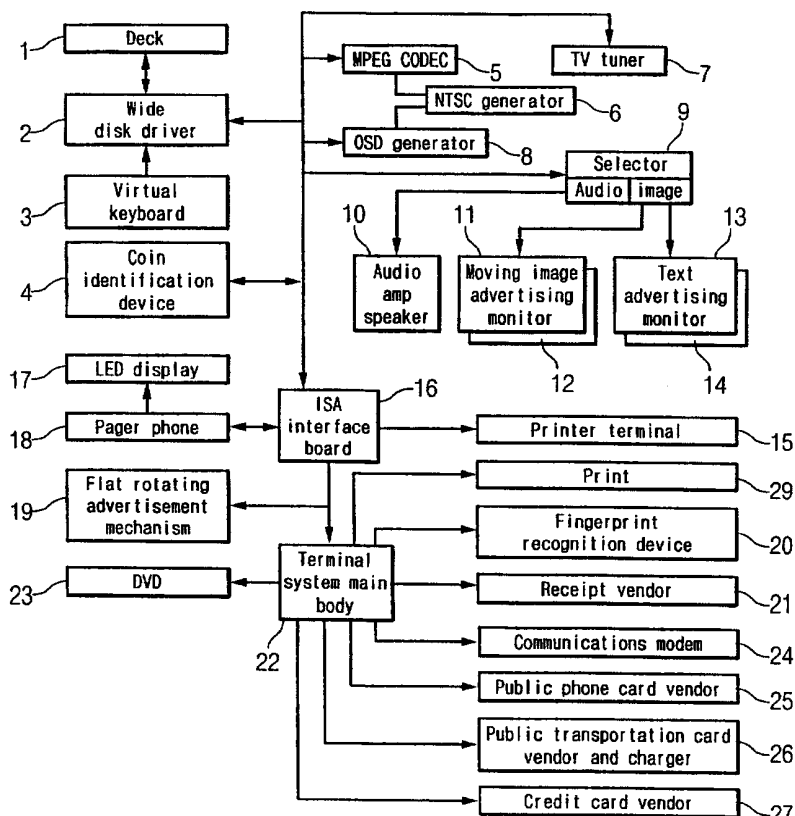 1
Deck
2
Wide
disk driver
3
Virtual
keyboard
4
Coin
identification
device
MPEG CODEC
5
TV tuner
7
NTSC generator
6
OSD generator
8
9
Selector
Audio
image
10
Audio
amp
speaker
11
Moving image
advertising
monitor
12
13
Text
advertising
monitor
14
17
LED display
18
Pager phone
16
ISA
interface
board
Printer terminal
15
19
Flat rotating
advertisement
mechanism
Print
29
Fingerprint
recognition device
20
23
DVD
Terminal
system main
body
22
Receipt vendor
21
Communications modem
24
Public phone card vendor
25
Public transportation card
vendor and charger
26
Credit card vendor
27